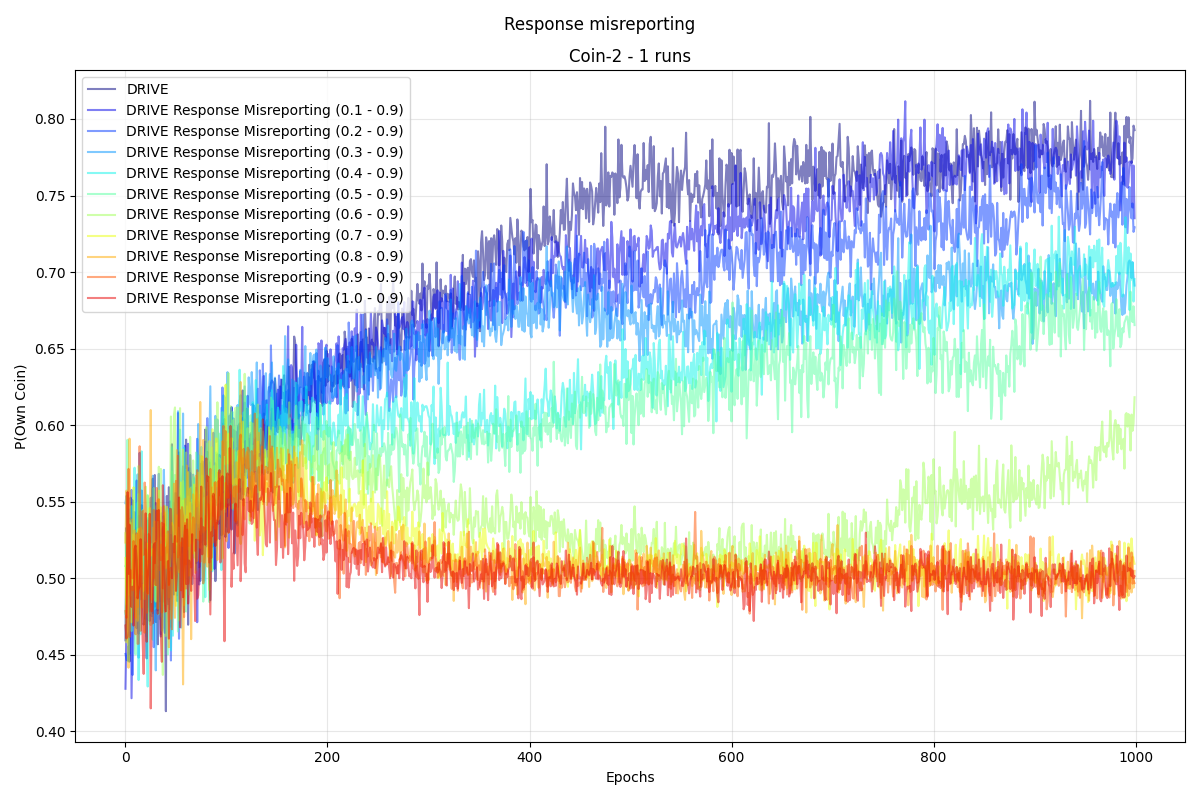 Response misreporting
Coin-2 - 1 runs
DRIVE
DRIVE Response Misreporting (0.1 - 0.9)
DRIVE Response Misreporting (0.2 - 0.9)
DRIVE Response Misreporting (0.3 - 0.9)
DRIVE Response Misreporting (0.4 - 0.9)
DRIVE Response Misreporting (0.5 - 0.9)
DRIVE Response Misreporting (0.6 - 0.9)
DRIVE Response Misreporting (0.7 - 0.9)
DRIVE Response Misreporting (0.8 - 0.9)
DRIVE Response Misreporting (0.9 - 0.9)
DRIVE Response Misreporting (1.0 - 0.9)
P(Own Coin)
0.80
0.75
0.70
0.65
0.60
0.55
0.50
0.45
0.40
0 200 400 600 800 1000
Epochs